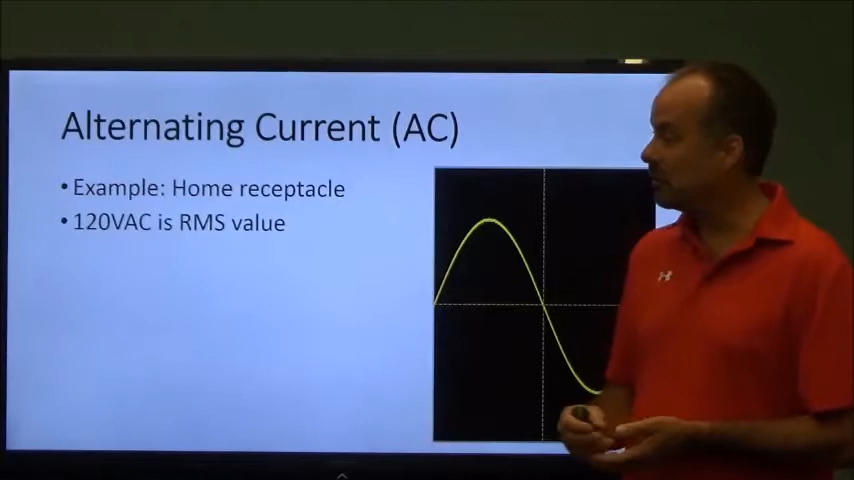 Alternating Current (AC)
•Example: Home receptacle
•120VAC is RMS value